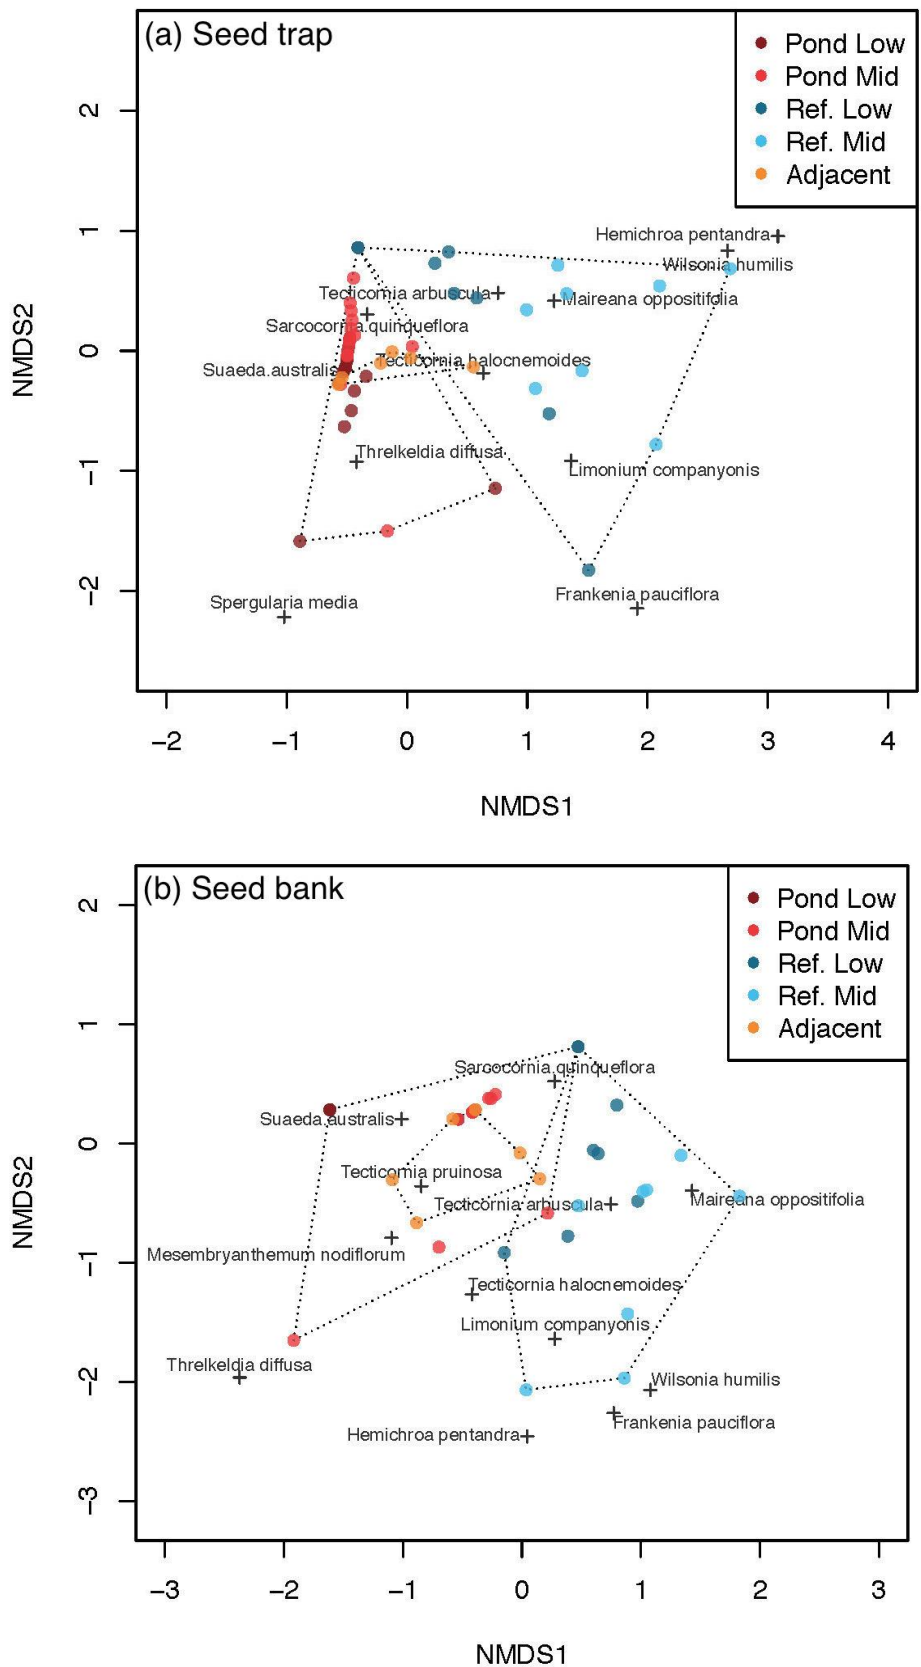 (a) Seed trap
Pond Low
Pond Mid
Ref. Low
Ref. Mid
Adjacent
2
1
0
−1
−2
NMDS2
Hemichroa pentandra
Wilsonia humilis
Tecticornia arbuscula
Maireana oppositifolia
Sarcocornia.quinqueflora
Suaeda.australis
Tecticornia halocnemoides
Threlkeldia diffusa
Limonium companyonis
Frankenia pauciflora
Spergularia media
−2 −1 0 1 2 3 4
NMDS1
(b) Seed bank
Pond Low
Pond Mid
Ref. Low
Ref. Mid
Adjacent
2
1
0
−1
−2
−3
NMDS2
Sarcocornia.quinqueflora
Suaeda.australis
Tecticornia pruinosa
Tecticornia arbuscula
Maireana oppositifolia
Mesembryanthemum nodiflorum
Tecticornia halocnemoides
Limonium companyonis
Threlkeldia diffusa
Wilsonia humilis
Frankenia pauciflora
Hemichroa pentandra
−3 −2 −1 0 1 2 3
NMDS1